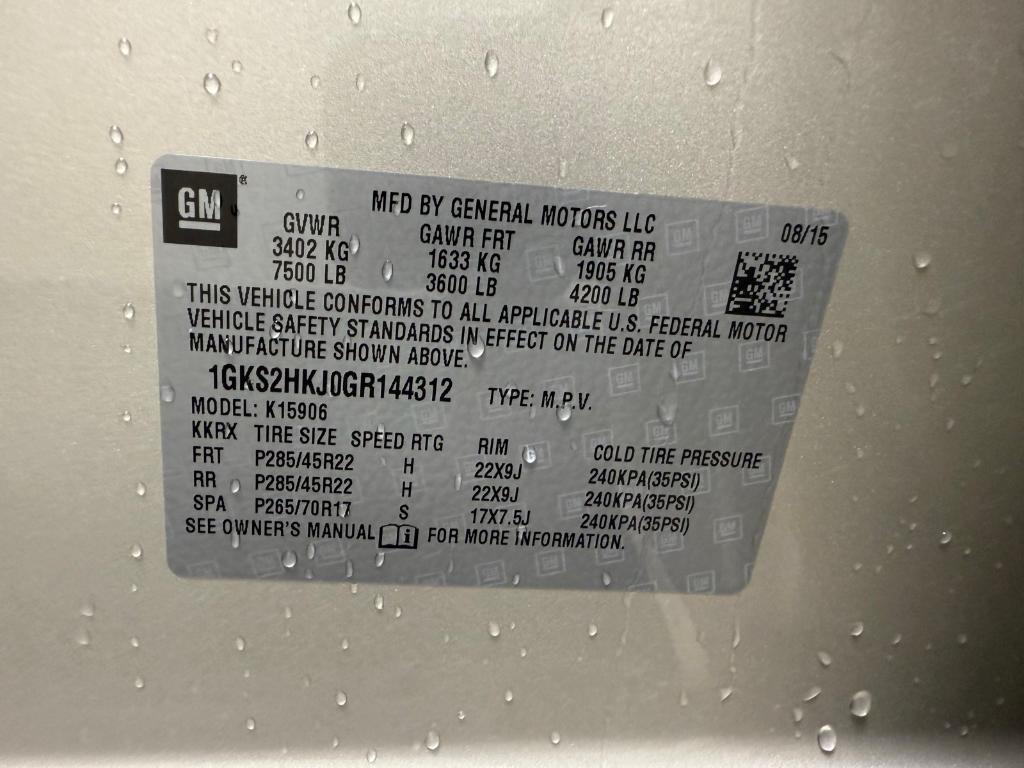 GM ®
MFD BY GENERAL MOTORS LLC
08/15
GVWR GAWR FRT GAWR RR
3402 KG 1633 KG 1905 KG
7500 LB 3600 LB 4200 LB
THIS VEHICLE CONFORMS TO ALL APPLICABLE U.S. FEDERAL MOTOR
VEHICLE SAFETY STANDARDS IN EFFECT ON THE DATE OF
MANUFACTURE SHOWN ABOVE.
1GKS2HKJ0GR144312 TYPE: M.P.V.
MODEL: K15906
KKRX TIRE SIZE SPEED RTG RIM COLD TIRE PRESSURE
FRT P285/45R22 H 22X9J 240KPA(35PSI)
RR P285/45R22 H 22X9J 240KPA(35PSI)
SPA P265/70R17 S 17X7.5J 240KPA(35PSI)
SEE OWNER'S MANUAL i FOR MORE INFORMATION.